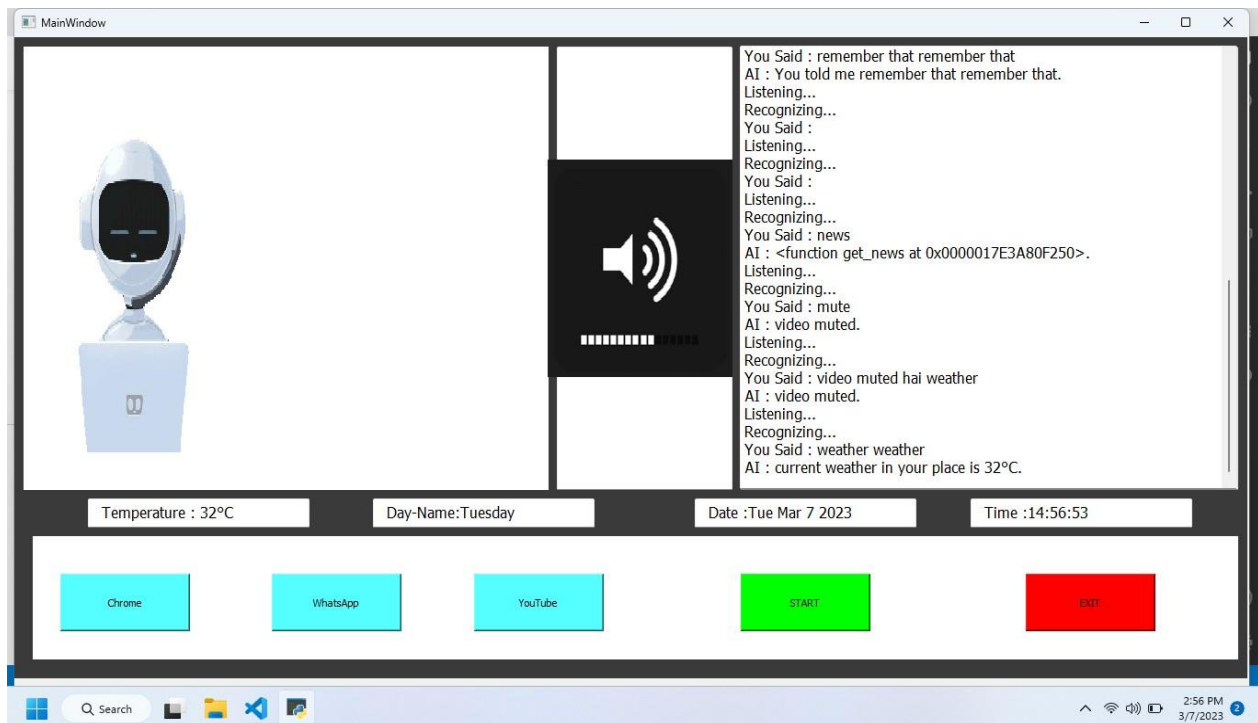 MainWindow
You Said : remember that remember that
AI : You told me remember that remember that.
Listening...
Recognizing...
You Said :
Listening...
Recognizing...
You Said :
Listening...
Recognizing...
You Said : news
AI : <function get_news at 0x0000017E3A80F250>.
Listening...
Recognizing...
You Said : mute
AI : video muted.
Listening...
Recognizing...
You Said : video muted hai weather
AI : video muted.
Listening...
Recognizing...
You Said : weather weather
AI : current weather in your place is 32°C.
Temperature : 32°C
Day-Name:Tuesday
Date :Tue Mar 7 2023
Time :14:56:53
Chrome
WhatsApp
YouTube
START
EXIT
Search
2:56 PM
3/7/2023
2